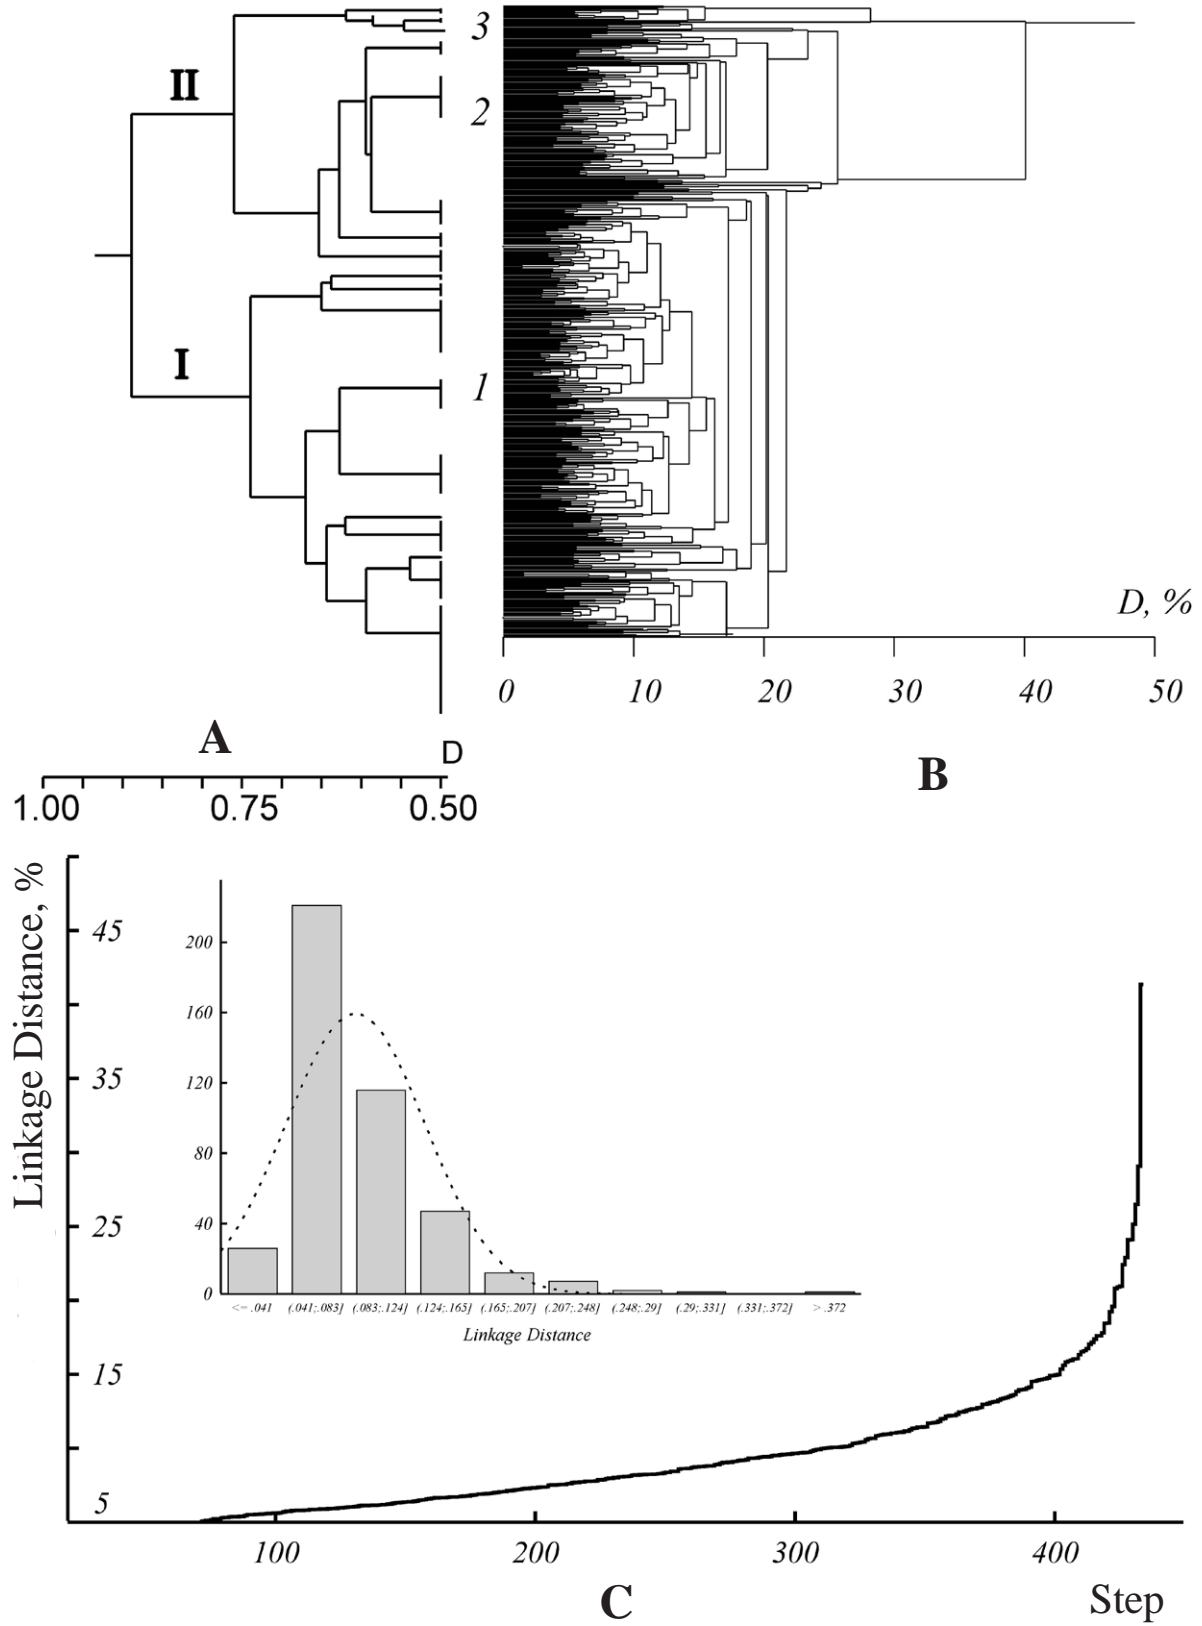 3
II
2
I
1
D, %
0 10 20 30 40 50
A
D
B
1.00 0.75 0.50
Linkage Distance, %
45
35
25
15
5
200
160
120
80
40
0
<= .041 (.041;.083] (.083;.124] (.124;.165] (.165;.207] (.207;.248] (.248;.29] (.29;.331] (.331;.372] > .372
Linkage Distance
100 200 300 400
C
Step